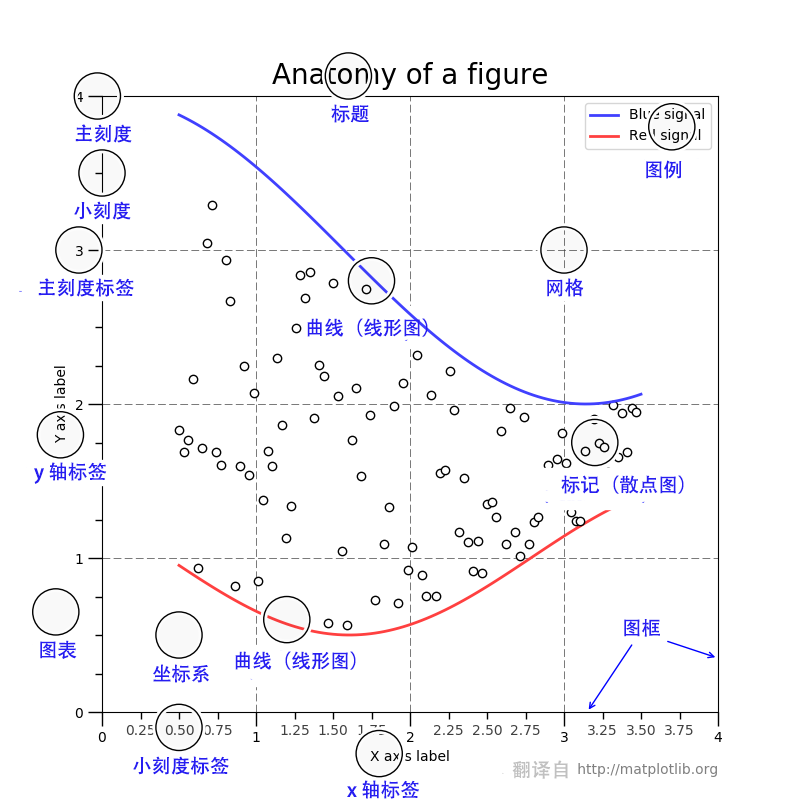 Anatomy of a figure
标题
4
主刻度
Blue signal
Red signal
图例
小刻度
3
主刻度标签
网格
曲线（线形图）
Y axis label
2
y 轴标签
标记（散点图）
1
图表
坐标系
曲线（线形图）
图框
0
0 0.25 0.50 0.75 1 1.25 1.50 1.75 2 2.25 2.50 2.75 3 3.25 3.50 3.75 4
小刻度标签
X axis label
x 轴标签
翻译自 http://matplotlib.org